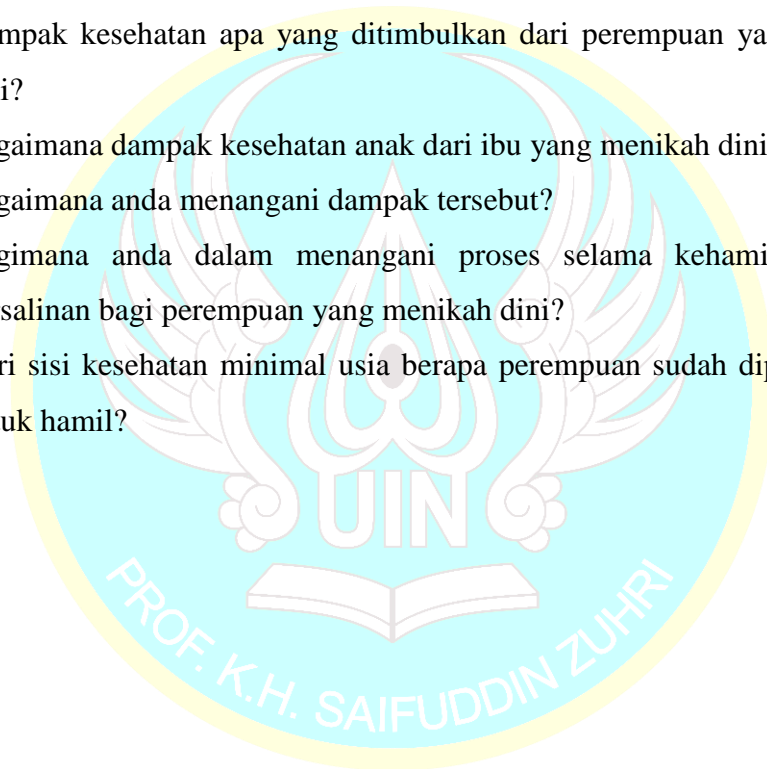 mpak kesehatan apa yang ditimbulkan dari perempuan ya
i?
gaimana dampak kesehatan anak dari ibu yang menikah dini
gaimana anda menangani dampak tersebut?
gimana anda dalam menangani proses selama kehami
rsalinan bagi perempuan yang menikah dini?
ri sisi kesehatan minimal usia berapa perempuan sudah dip
uk hamil?
UIN
PROF. K.H. SAIFUDDIN ZUHRI